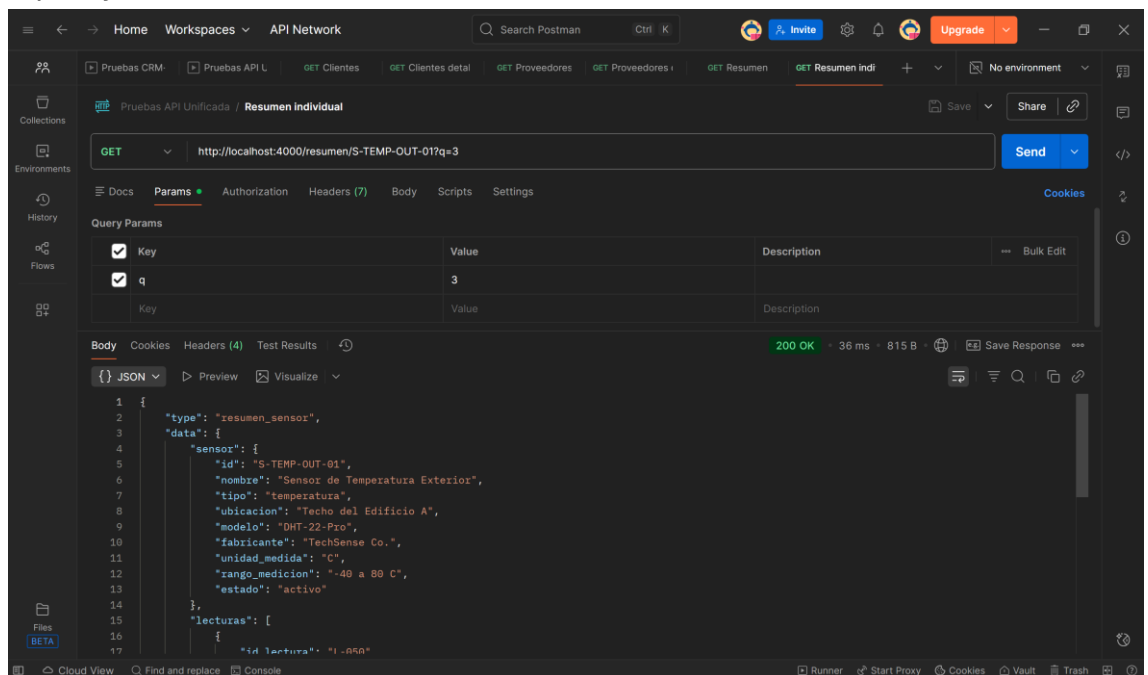 Home Workspaces API Network Search Postman Ctrl K Invite Upgrade
Pruebas CRM- Pruebas API U GET Clientes GET Clientes detal GET Proveedores GET Proveedores i GET Resumen GET Resumen indi No environment
HTTP Pruebas API Unificada / Resumen individual Save Share
Collections
GET http://localhost:4000/resumen/S-TEMP-OUT-01?q=3 Send
Environments
Docs Params Authorization Headers (7) Body Scripts Settings Cookies
History
Query Params
Key Value Description Bulk Edit
Flows
q 3
Key Value Description
Body Cookies Headers (4) Test Results 200 OK 36 ms 815 B e.g. Save Response
{} JSON Preview Visualize
1 {
2 "type": "resumen_sensor",
3 "data": {
4 "sensor": {
5 "id": "S-TEMP-OUT-01",
6 "nombre": "Sensor de Temperatura Exterior",
7 "tipo": "temperatura",
8 "ubicacion": "Techo del Edificio A",
9 "modelo": "DHT-22-Pro",
10 "fabricante": "TechSense Co.",
11 "unidad_medida": "C",
12 "rango_medicion": "-40 a 80 C",
13 "estado": "activo"
14 },
15 "lecturas": [
16 {
17 "id_lectura": "L-050"
Files
BETA
Cloud View Find and replace Console Runner Start Proxy Cookies Vault Trash